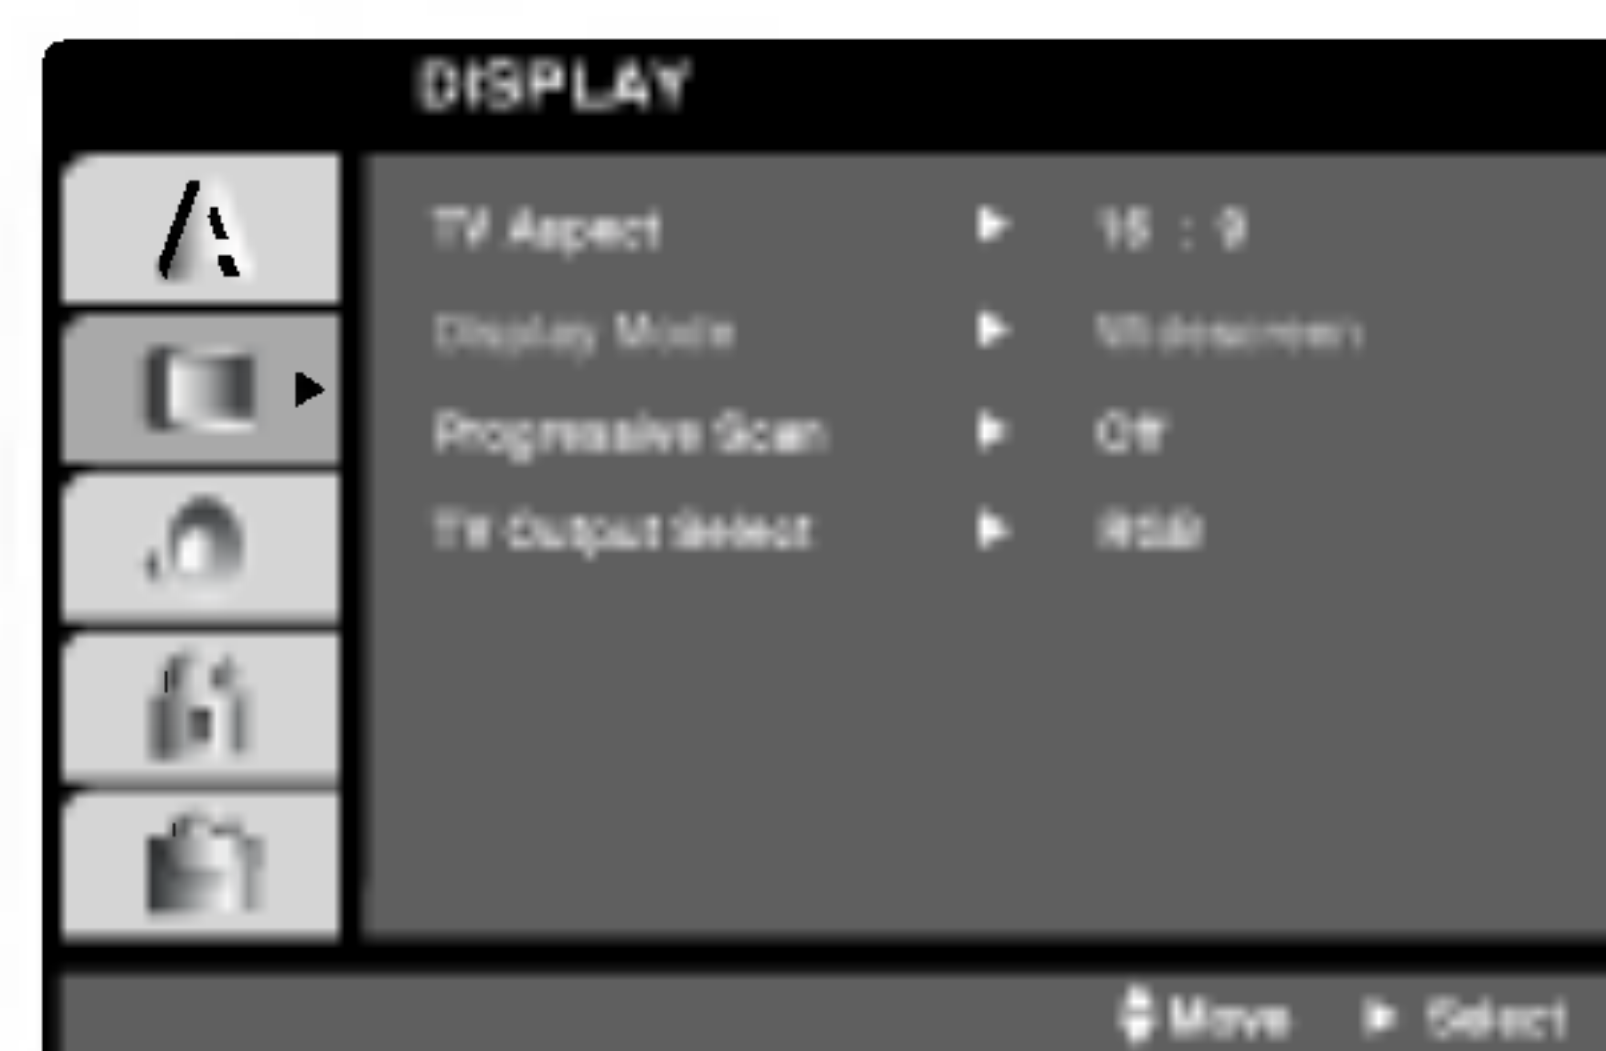 DISPLAY
TV Aspect 16 : 9
Display Mode Widescreen
Progressive Scan Off
TV Output Select RGB
Move Select